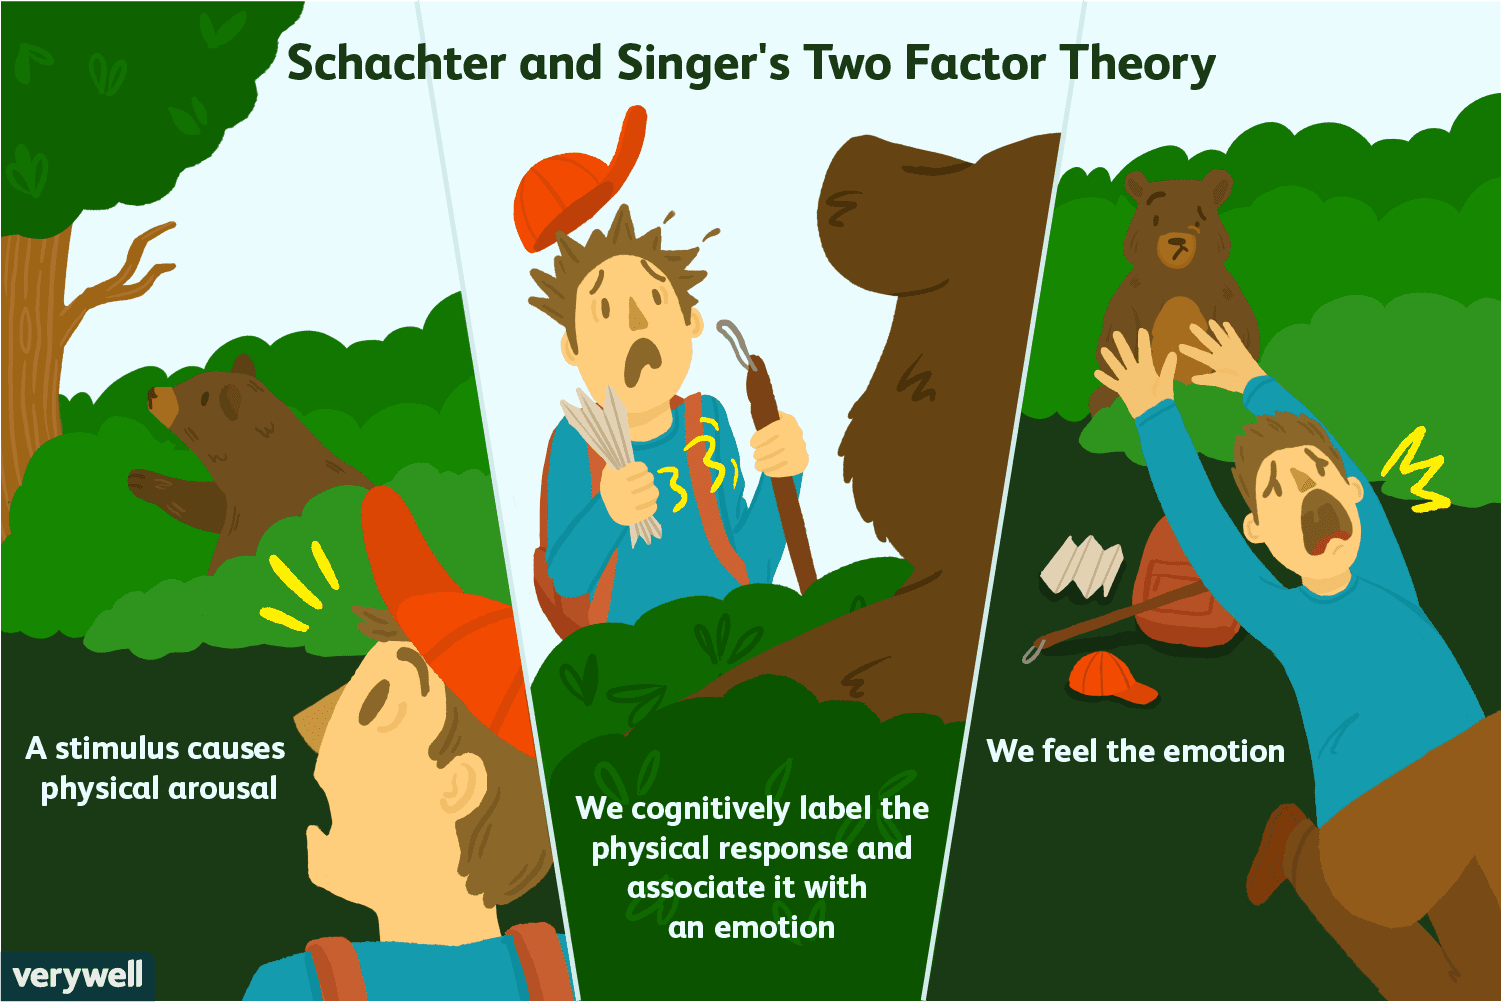 Schachter and Singer's Two Factor Theory
A stimulus causes
physical arousal
We cognitively label the
physical response and
associate it with
an emotion
We feel the emotion
verywell